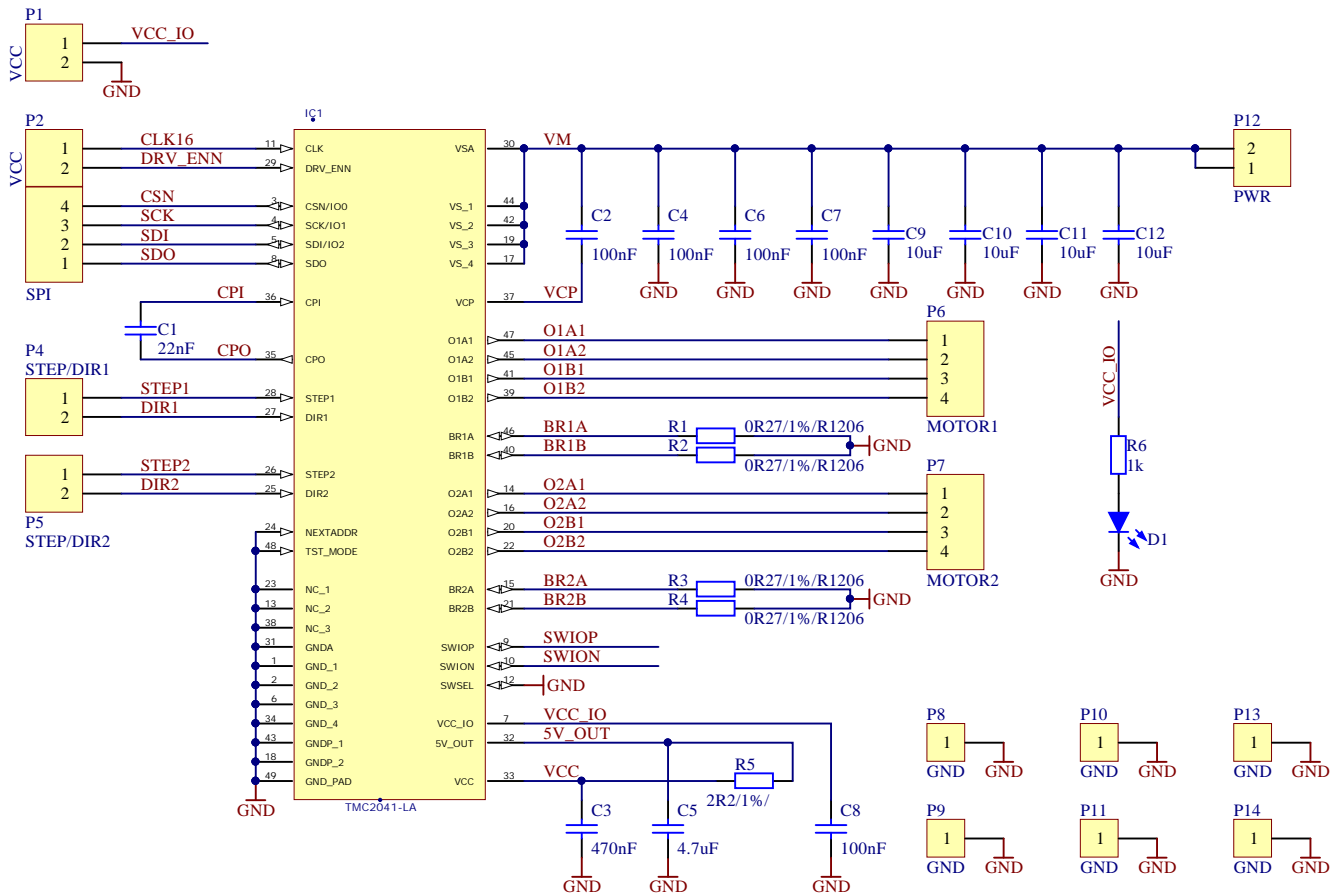 P1
1
VCC_IO
2
VCC
GND
P2
1
CLK16
2
DRV_ENN
VCC
4
CSN
3
SCK
2
SDI
1
SDO
SPI
CPI
C1
22nF
CPO
P4
STEP/DIR1
1
STEP1
2
DIR1
1
STEP2
2
DIR2
P5
STEP/DIR2
GND
IC1
11 CLK
29 DRV_ENN
3 CSN/IO0
4 SCK/IO1
5 SDI/IO2
8 SDO
36 CPI
35 CPO
28 STEP1
27 DIR1
26 STEP2
25 DIR2
24 NEXTADDR
48 TST_MODE
23 NC_1
13 NC_2
38 NC_3
31 GNDA
1 GND_1
2 GND_2
6 GND_3
34 GND_4
43 GNDP_1
18 GNDP_2
49 GND_PAD
VSA 30
VS_1 44
VS_2 42
VS_3 19
VS_4 17
VCP 37
O1A1 47
O1A2 45
O1B1 41
O1B2 39
BR1A 46
BR1B 40
O2A1 14
O2A2 16
O2B1 20
O2B2 22
BR2A 15
BR2B 21
SWIOP 9
SWION 10
SWSEL 12
VCC_IO 7
5V_OUT 32
VCC 33
TMC2041-LA
VM
C2
100nF
C4
100nF
GND
C6
100nF
GND
C7
100nF
GND
C9
10uF
GND
C10
10uF
GND
C11
10uF
GND
C12
10uF
GND
P12
2
1
PWR
VCP
O1A1
O1A2
O1B1
O1B2
P6
1
2
3
4
MOTOR1
BR1A
R1
0R27/1%/R1206
BR1B
R2
0R27/1%/R1206
GND
O2A1
O2A2
O2B1
O2B2
P7
1
2
3
4
MOTOR2
BR2A
R3
0R27/1%/R1206
BR2B
R4
0R27/1%/R1206
GND
VCC_IO
R6
1k
D1
GND
SWIOP
SWION
GND
VCC_IO
5V_OUT
VCC
R5
2R2/1%/
C3
470nF
GND
C5
4.7uF
GND
C8
100nF
GND
P8
1
GND
GND
P10
1
GND
GND
P13
1
GND
GND
P9
1
GND
GND
P11
1
GND
GND
P14
1
GND
GND